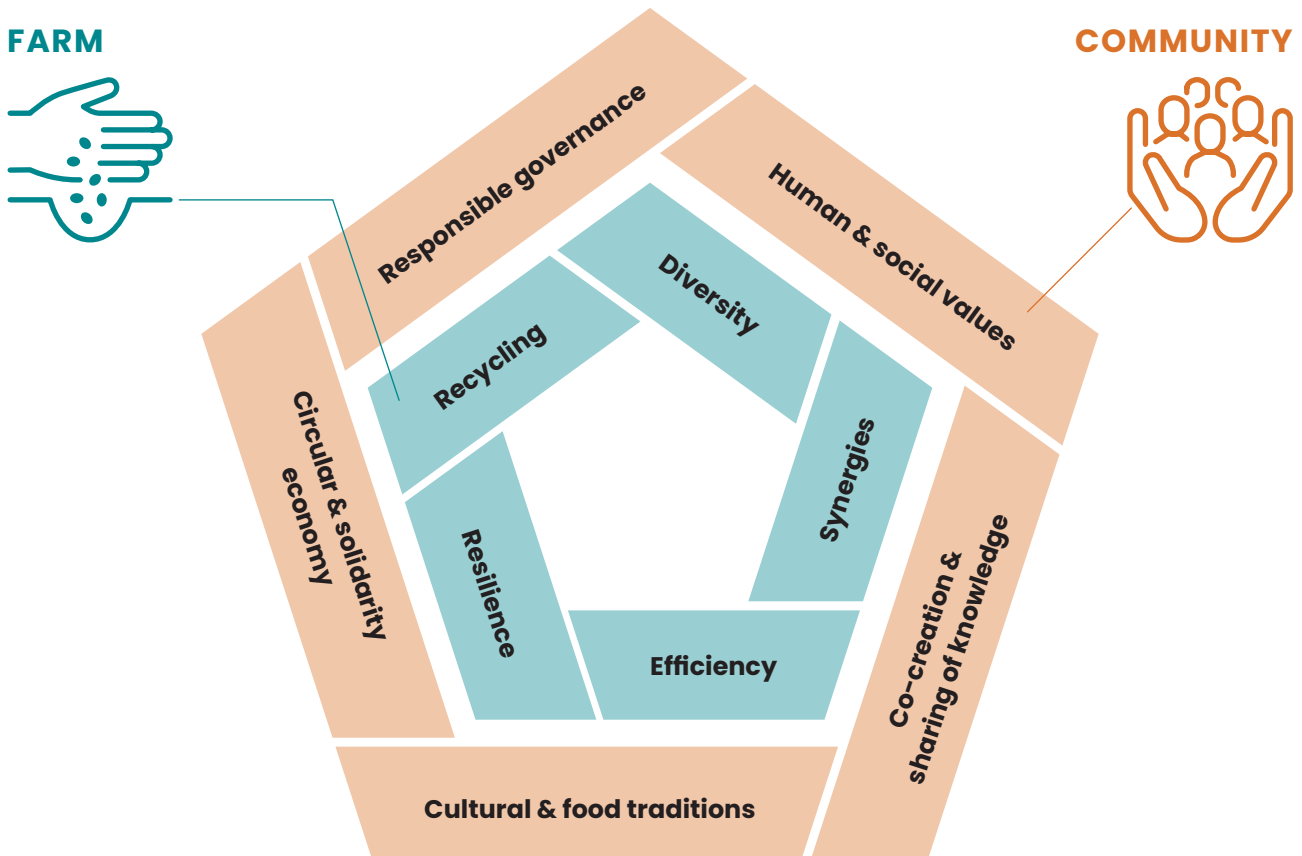 FARM
COMMUNITY
Responsible governance
Human & social values
Diversity
Recycling
Synergies
Circular & solidarity
economy
Resilience
Co-creation &
sharing of knowledge
Efficiency
Cultural & food traditions